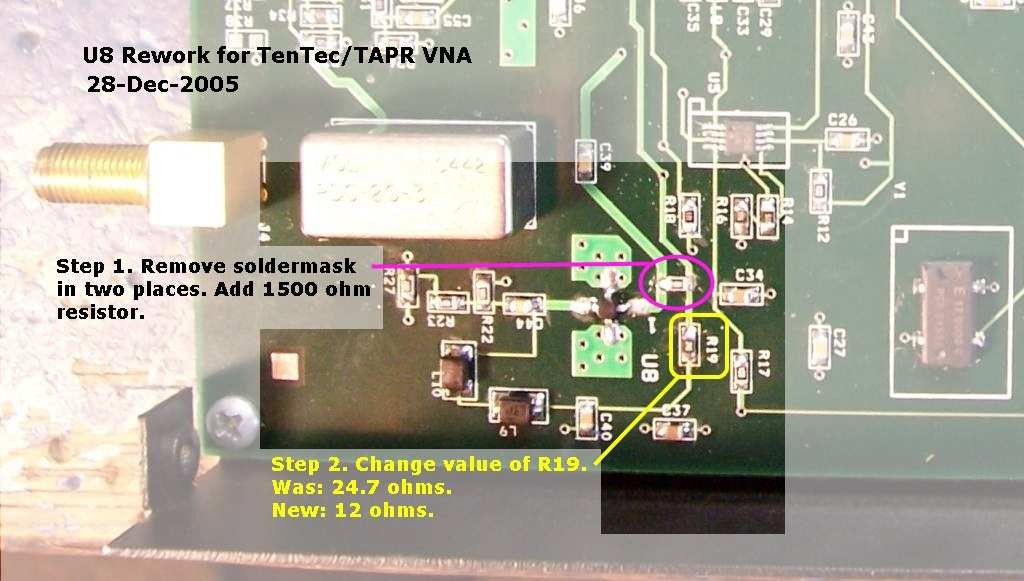 U8 Rework for TenTec/TAPR VNA
28-Dec-2005
R34
C55
C35
C33
C29
U5
C26
C39
R18
R16
R14
R12
Y1
Step 1. Remove soldermask
in two places. Add 1500 ohm
resistor.
R27
R23
R22
C44
1
C34
R19
R17
C27
U8
L10
L9
C40
C37
Step 2. Change value of R19.
Was: 24.7 ohms.
New: 12 ohms.